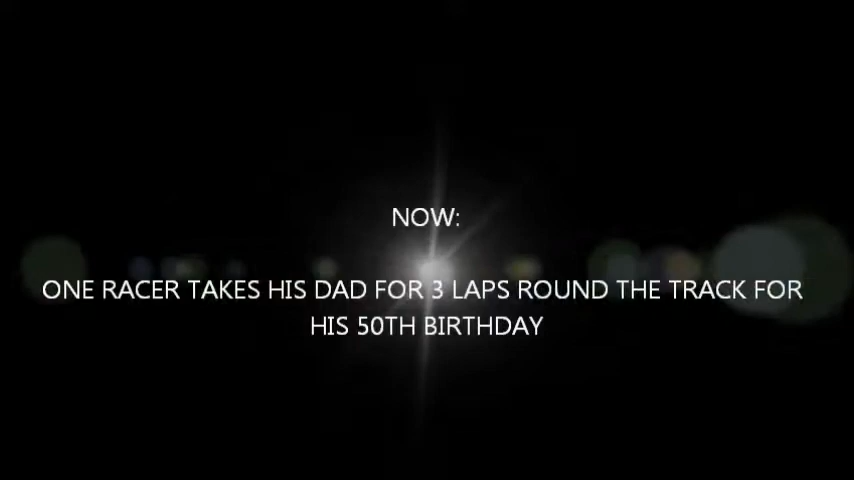 NOW:
ONE RACER TAKES HIS DAD FOR 3 LAPS ROUND THE TRACK FOR
HIS 50TH BIRTHDAY